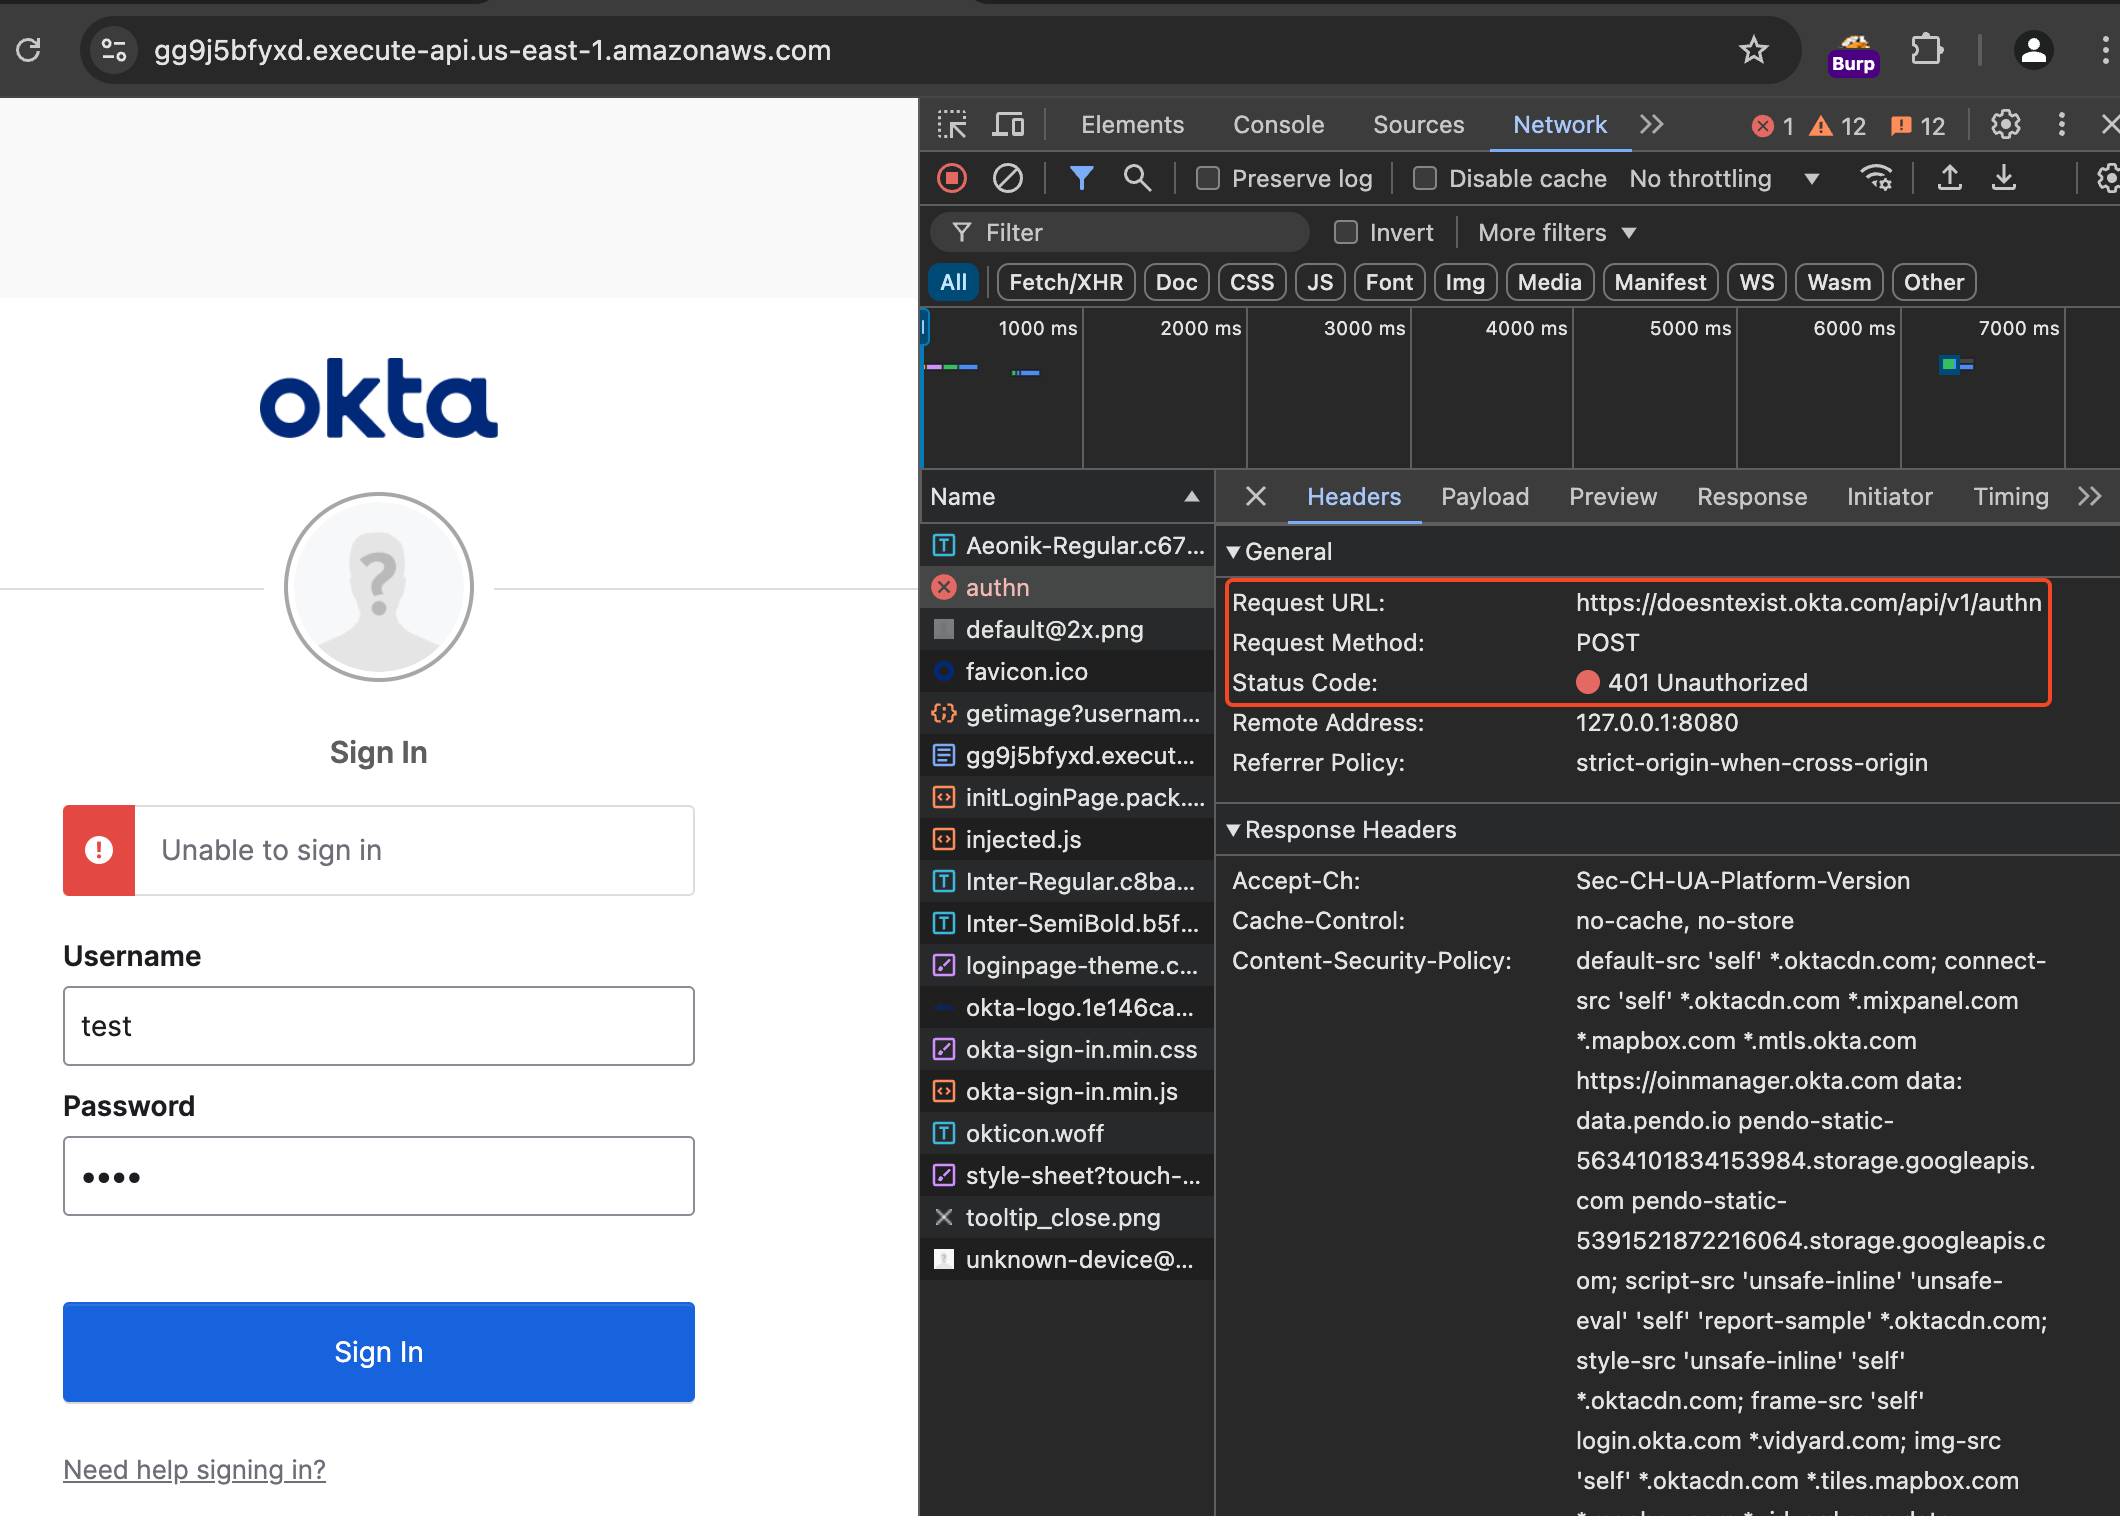 gg9j5bfyxd.execute-api.us-east-1.amazonaws.com
Burp
okta
Sign In
Unable to sign in
Username
test
Password
••••
Sign In
Need help signing in?
Elements Console Sources Network 1 12 12
Preserve log Disable cache No throttling
Filter Invert More filters
All Fetch/XHR Doc CSS JS Font Img Media Manifest WS Wasm Other
1000 ms 2000 ms 3000 ms 4000 ms 5000 ms 6000 ms 7000 ms
Name
Aeonik-Regular.c67...
authn
default@2x.png
favicon.ico
getimage?usernam...
gg9j5bfyxd.execut...
initLoginPage.pack....
injected.js
Inter-Regular.c8ba...
Inter-SemiBold.b5f...
loginpage-theme.c...
okta-logo.1e146ca...
okta-sign-in.min.css
okta-sign-in.min.js
okticon.woff
style-sheet?touch-...
tooltip_close.png
unknown-device@...
Headers Payload Preview Response Initiator Timing
General
Request URL: https://doesntexist.okta.com/api/v1/authn
Request Method: POST
Status Code: 401 Unauthorized
Remote Address: 127.0.0.1:8080
Referrer Policy: strict-origin-when-cross-origin
Response Headers
Accept-Ch: Sec-CH-UA-Platform-Version
Cache-Control: no-cache, no-store
Content-Security-Policy: default-src 'self' *.oktacdn.com; connect-
src 'self' *.oktacdn.com *.mixpanel.com
*.mapbox.com *.mtls.okta.com
https://oinmanager.okta.com data:
data.pendo.io pendo-static-
5634101834153984.storage.googleapis.
com pendo-static-
5391521872216064.storage.googleapis.c
om; script-src 'unsafe-inline' 'unsafe-
eval' 'self' 'report-sample' *.oktacdn.com;
style-src 'unsafe-inline' 'self'
*.oktacdn.com; frame-src 'self'
login.okta.com *.vidyard.com; img-src
'self' *.oktacdn.com *.tiles.mapbox.com